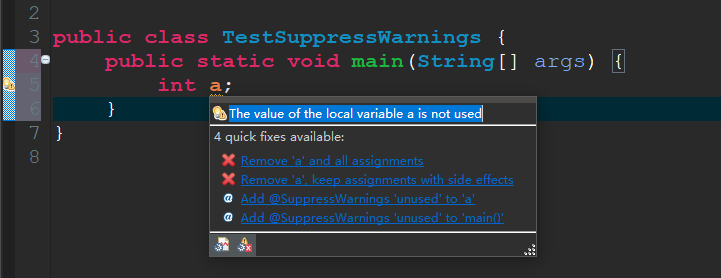 2
3 public class TestSuppressWarnings {
4 public static void main(String[] args) {
5 int a;
6 }
7 }
8
The value of the local variable a is not used
4 quick fixes available:
Remove 'a' and all assignments
Remove 'a', keep assignments with side effects
@ Add @SuppressWarnings 'unused' to 'a'
@ Add @SuppressWarnings 'unused' to 'main()'